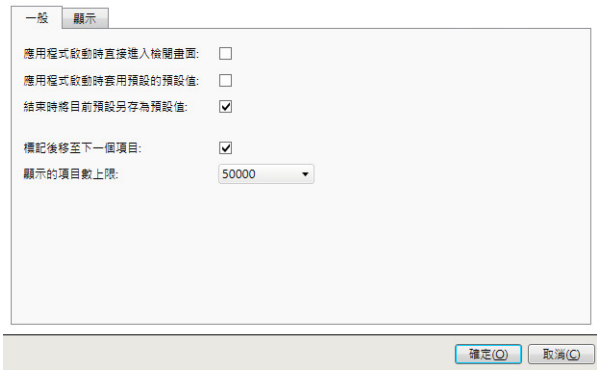 一般 顯示
應用程式啟動時直接進入檢閱畫面:
應用程式啟動時套用預設的預設值:
結束時將目前預設另存為預設值:
標記後移至下一個項目:
顯示的項目數上限: 50000
確定(O) 取消(C)